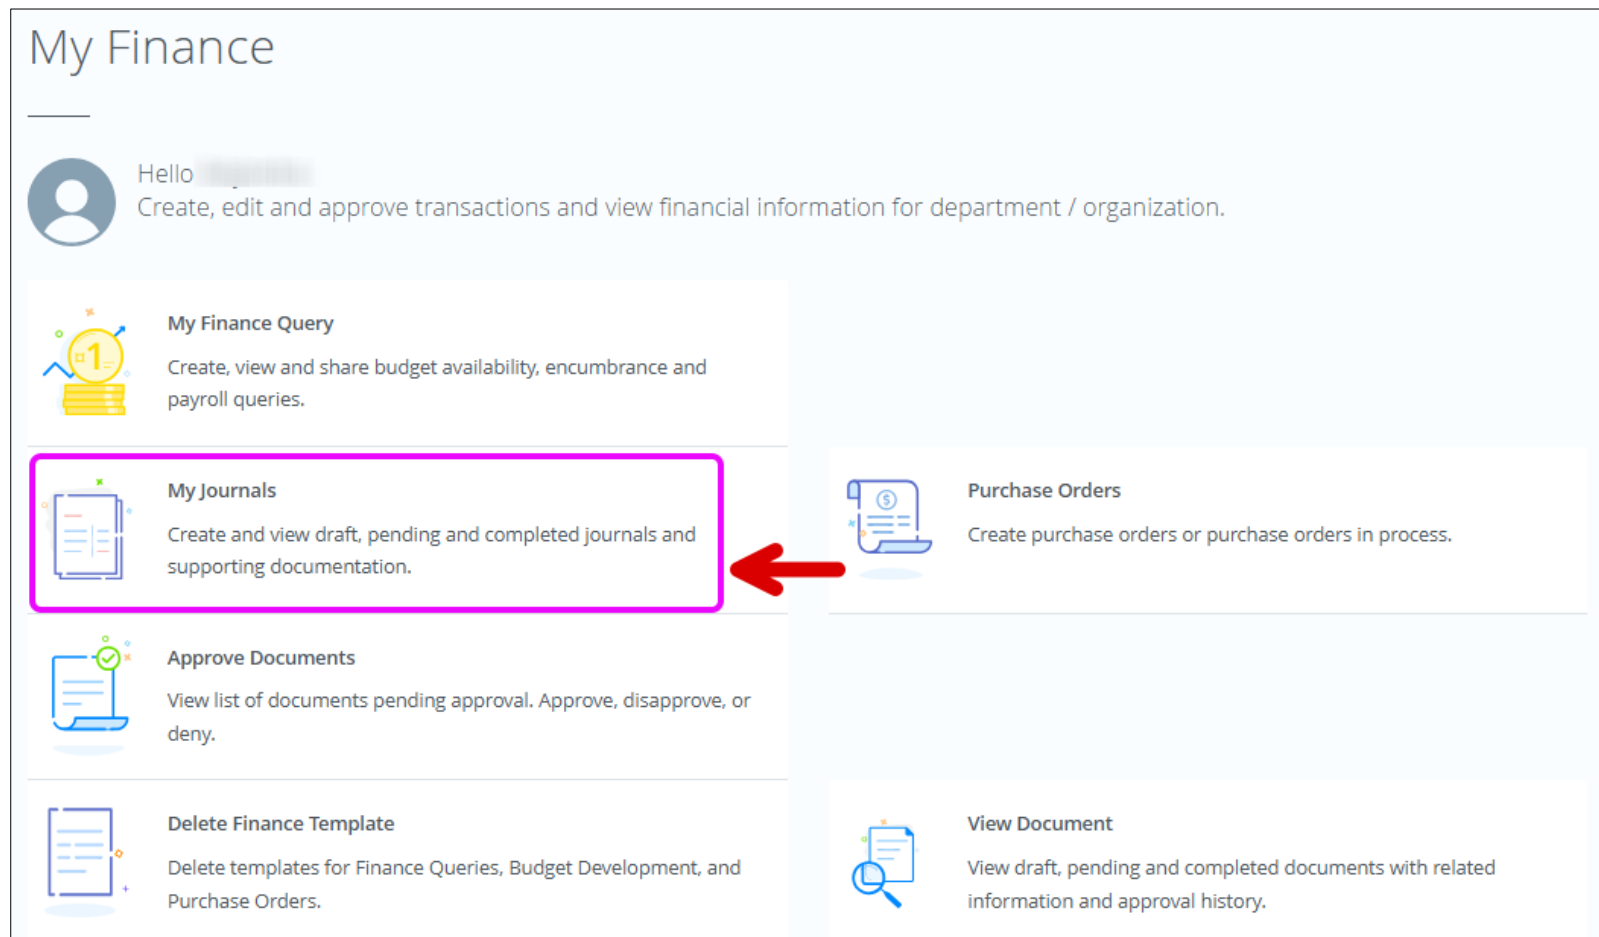 My Finance
Hello
Create, edit and approve transactions and view financial information for department / organization.
1
My Finance Query
Create, view and share budget availability, encumbrance and
payroll queries.
My Journals
Create and view draft, pending and completed journals and
supporting documentation.
$
Purchase Orders
Create purchase orders or purchase orders in process.
Approve Documents
View list of documents pending approval. Approve, disapprove, or
deny.
Delete Finance Template
Delete templates for Finance Queries, Budget Development, and
Purchase Orders.
View Document
View draft, pending and completed documents with related
information and approval history.